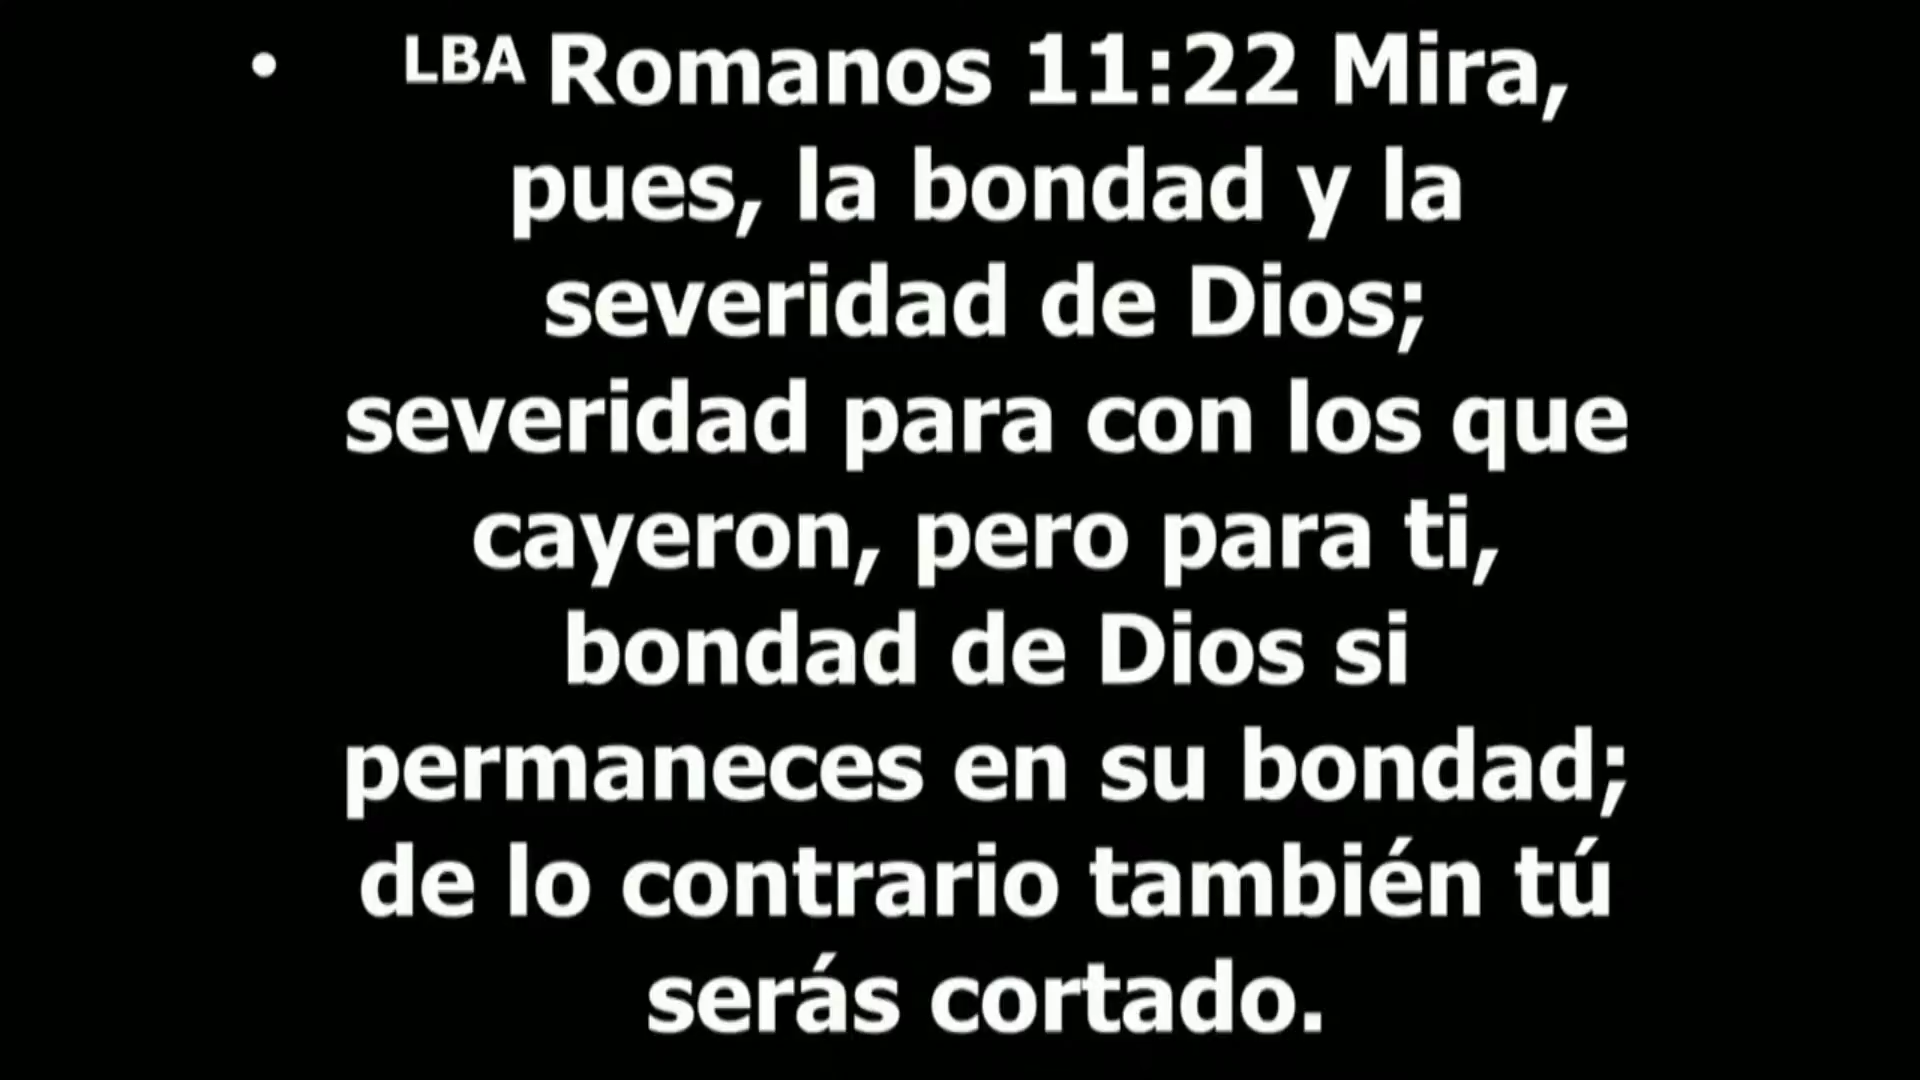 • LBA Romanos 11:22 Mira,
pues, la bondad y la
severidad de Dios;
severidad para con los que
cayeron, pero para ti,
bondad de Dios si
permaneces en su bondad;
de lo contrario también tú
serás cortado.